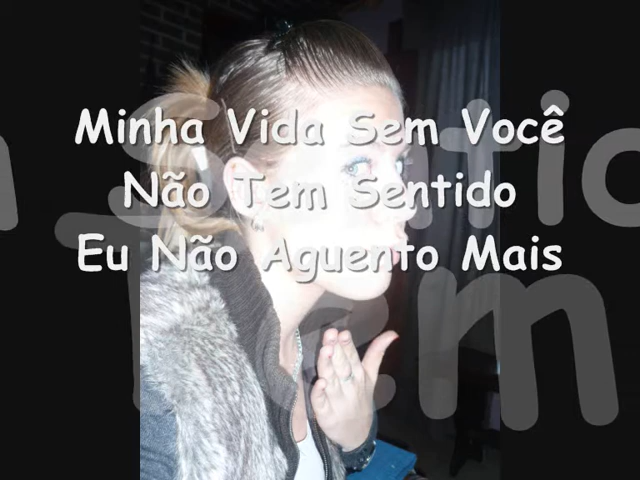 Minha Vida Sem Você
Não Tem Sentido
Eu Não Aguento Mais